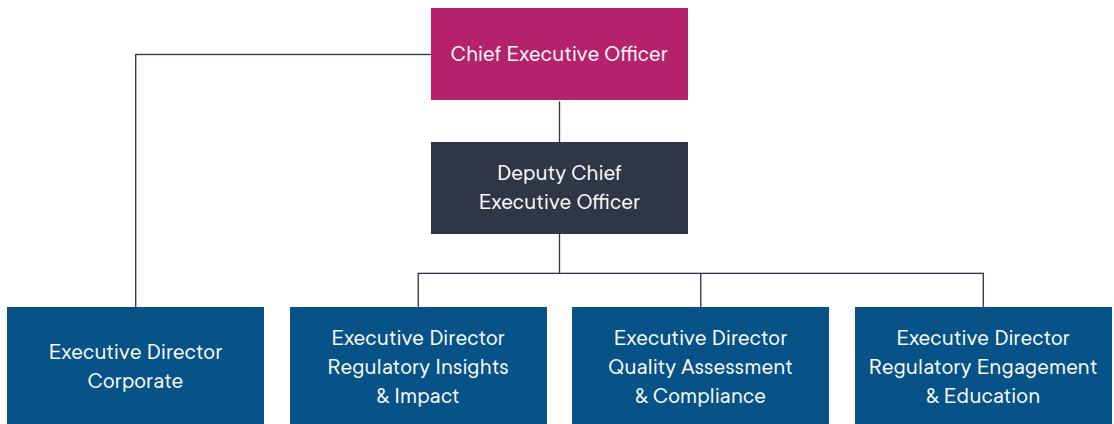 Chief Executive Officer
Deputy Chief
Executive Officer
Executive Director
Corporate
Executive Director
Regulatory Insights
& Impact
Executive Director
Quality Assessment
& Compliance
Executive Director
Regulatory Engagement
& Education